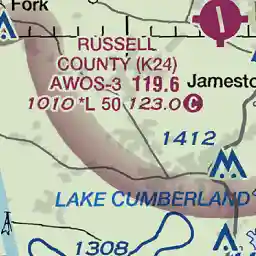 Fork
RUSSELL
COUNTY (K24)
AWOS-3 119.6
Jamesto
1010 *L 50 123.0 C
1412
LAKE CUMBERLAND
1308